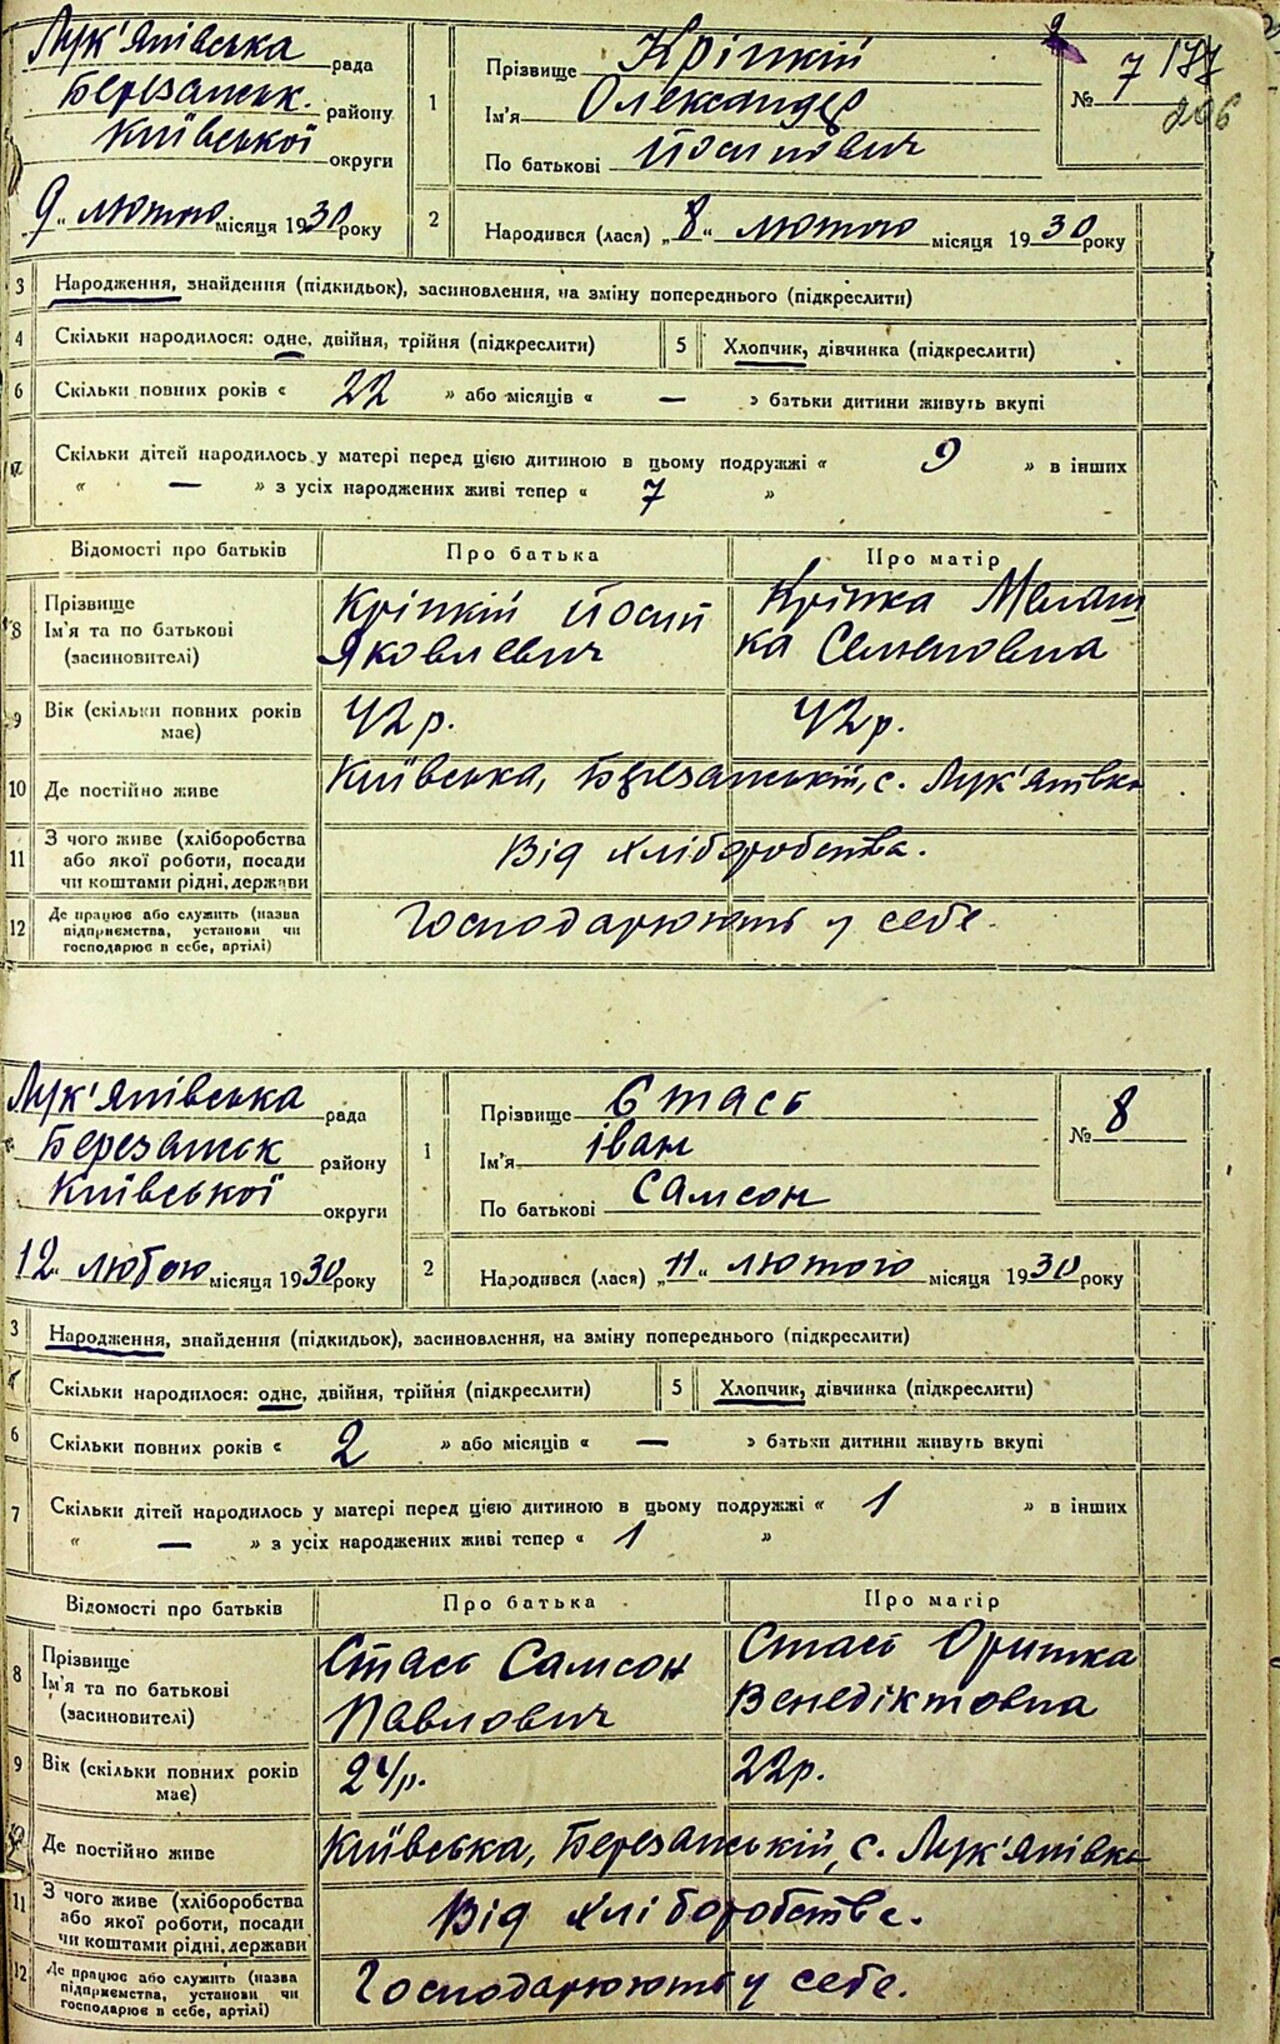 Лук'янівська рада
Березанськ. району
Київської округи
„9" лютого місяця 1930 року
1
Прізвище Кріпкій
Ім'я Олександер
По батькові Йосипович
№ 7
177
206
2
Народився (лася) „8" лютого місяця 1930 року
3 Народження, знайдення (підкидьок), засиновлення, на зміну попереднього (підкреслити)
4 Скільки народилося: одне, двійня, трійня (підкреслити) 5 Хлопчик, дівчинка (підкреслити)
6 Скільки повних років « 22 » або місяців « — » батьки дитини живуть вкупі
7 Скільки дітей народилось у матері перед цією дитиною в цьому подружжі « 9 » в інших
« — » з усіх народжених живі тепер « 7 »
Відомості про батьків Про батька Про матір
8 Прізвище
Ім'я та по батькові
(засиновителі)
Кріпкій Йосип
Яковлевич
Кріпка Мелаш
ка Семеновна
9 Вік (скільки повних років
має)
42р. 42р.
10 Де постійно живе Київська, Березанській, с. Лук'янівка
11 З чого живе (хліборобства
або якої роботи, посади
чи коштами рідні, держави
Від хліборобства.
12 Де працює або служить (назва
підприємства, установи чи
господарює в себе, артілі)
Господарюють у себе.
Лук'янівська рада
Березанськ району
Київської округи
12" любою місяця 1930 року
1
Прізвище Стась
Ім'я Іван
По батькові Самсон
№ 8
2
Народився (лася) „11" лютого місяця 1930 року
3 Народження, знайдення (підкидьок), засиновлення, на зміну попереднього (підкреслити)
4 Скільки народилося: одне, двійня, трійня (підкреслити) 5 Хлопчик, дівчинка (підкреслити)
6 Скільки повних років « 2 » або місяців « — » батьки дитини живуть вкупі
7 Скільки дітей народилось у матері перед цією дитиною в цьому подружжі « 1 » в інших
« — » з усіх народжених живі тепер « 1 »
Відомості про батьків Про батька Про матір
8 Прізвище
Ім'я та по батькові
(засиновителі)
Стась Самсон
Павлович
Стась Оришка
Венедіктовна
9 Вік (скільки повних років
має)
24р. 22р.
10 Де постійно живе Київська, Березанській, с. Лук'янівка
11 З чого живе (хліборобства
або якої роботи, посади
чи коштами рідні, держави
Від хліборобства.
12 Де працює або служить (назва
підприємства, установи чи
господарює в себе, артілі)
Господарюють у себе.